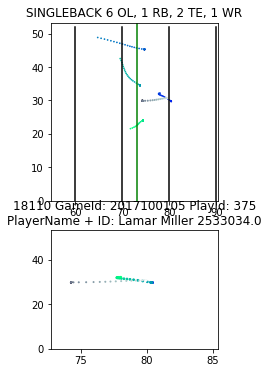 SINGLEBACK 6 OL, 1 RB, 2 TE, 1 WR
50
40
30
20
10
0
60 70 80 90
18110 GameId: 2017100105 PlayId: 375
PlayerName + ID: Lamar Miller 2533034.0
40
20
0
75 80 85